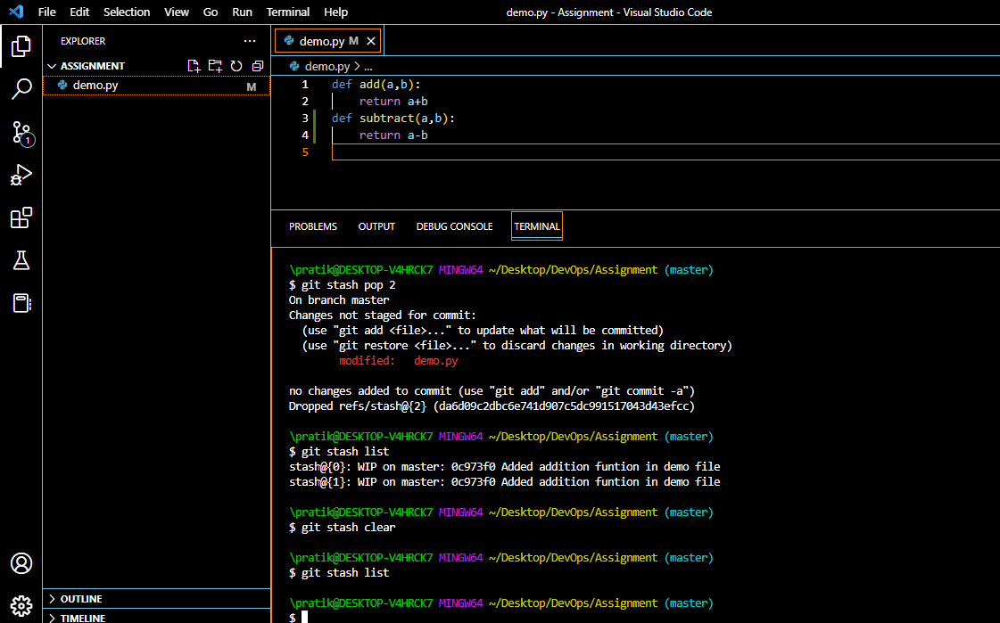 File Edit Selection View Go Run Terminal Help demo.py - Assignment - Visual Studio Code
EXPLORER ...
ASSIGNMENT
demo.py M
1
demo.py M
demo.py > ...
1 def add(a,b):
2 return a+b
3 def subtract(a,b):
4 return a-b
5
PROBLEMS OUTPUT DEBUG CONSOLE TERMINAL
\pratik@DESKTOP-V4HRCK7 MINGW64 ~/Desktop/DevOps/Assignment (master)
$ git stash pop 2
On branch master
Changes not staged for commit:
(use "git add <file>..." to update what will be committed)
(use "git restore <file>..." to discard changes in working directory)
modified: demo.py
no changes added to commit (use "git add" and/or "git commit -a")
Dropped refs/stash@{2} (da6d09c2dbc6e741d907c5dc991517043d43efcc)
\pratik@DESKTOP-V4HRCK7 MINGW64 ~/Desktop/DevOps/Assignment (master)
$ git stash list
stash@{0}: WIP on master: 0c973f0 Added addition funtion in demo file
stash@{1}: WIP on master: 0c973f0 Added addition funtion in demo file
\pratik@DESKTOP-V4HRCK7 MINGW64 ~/Desktop/DevOps/Assignment (master)
$ git stash clear
\pratik@DESKTOP-V4HRCK7 MINGW64 ~/Desktop/DevOps/Assignment (master)
$ git stash list
\pratik@DESKTOP-V4HRCK7 MINGW64 ~/Desktop/DevOps/Assignment (master)
$
OUTLINE
TIMELINE